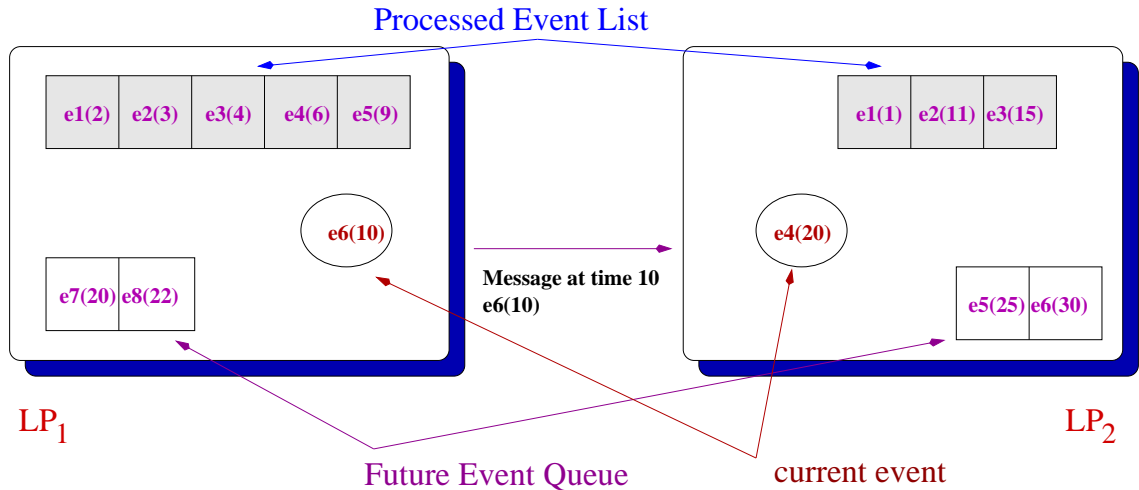 Processed Event List
e1(2) e2(3) e3(4) e4(6) e5(9)
e1(1) e2(11) e3(15)
e6(10)
e4(20)
Message at time 10
e6(10)
e7(20) e8(22)
e5(25) e6(30)
LP1
LP2
Future Event Queue
current event